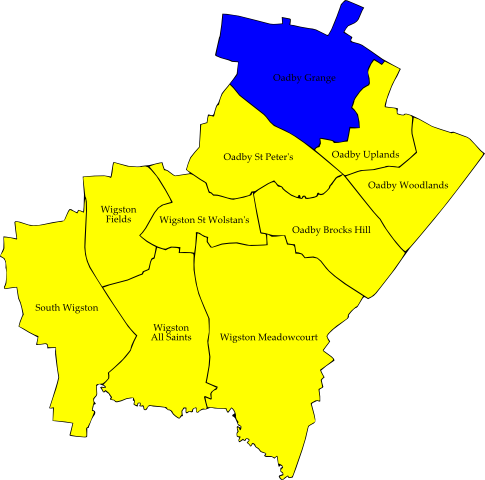 Oadby Grange
Oadby St Peter's
Oadby Uplands
Oadby Woodlands
Wigston
Fields
Wigston St Wolstan's
Oadby Brocks Hill
South Wigston
Wigston
All Saints
Wigston Meadowcourt